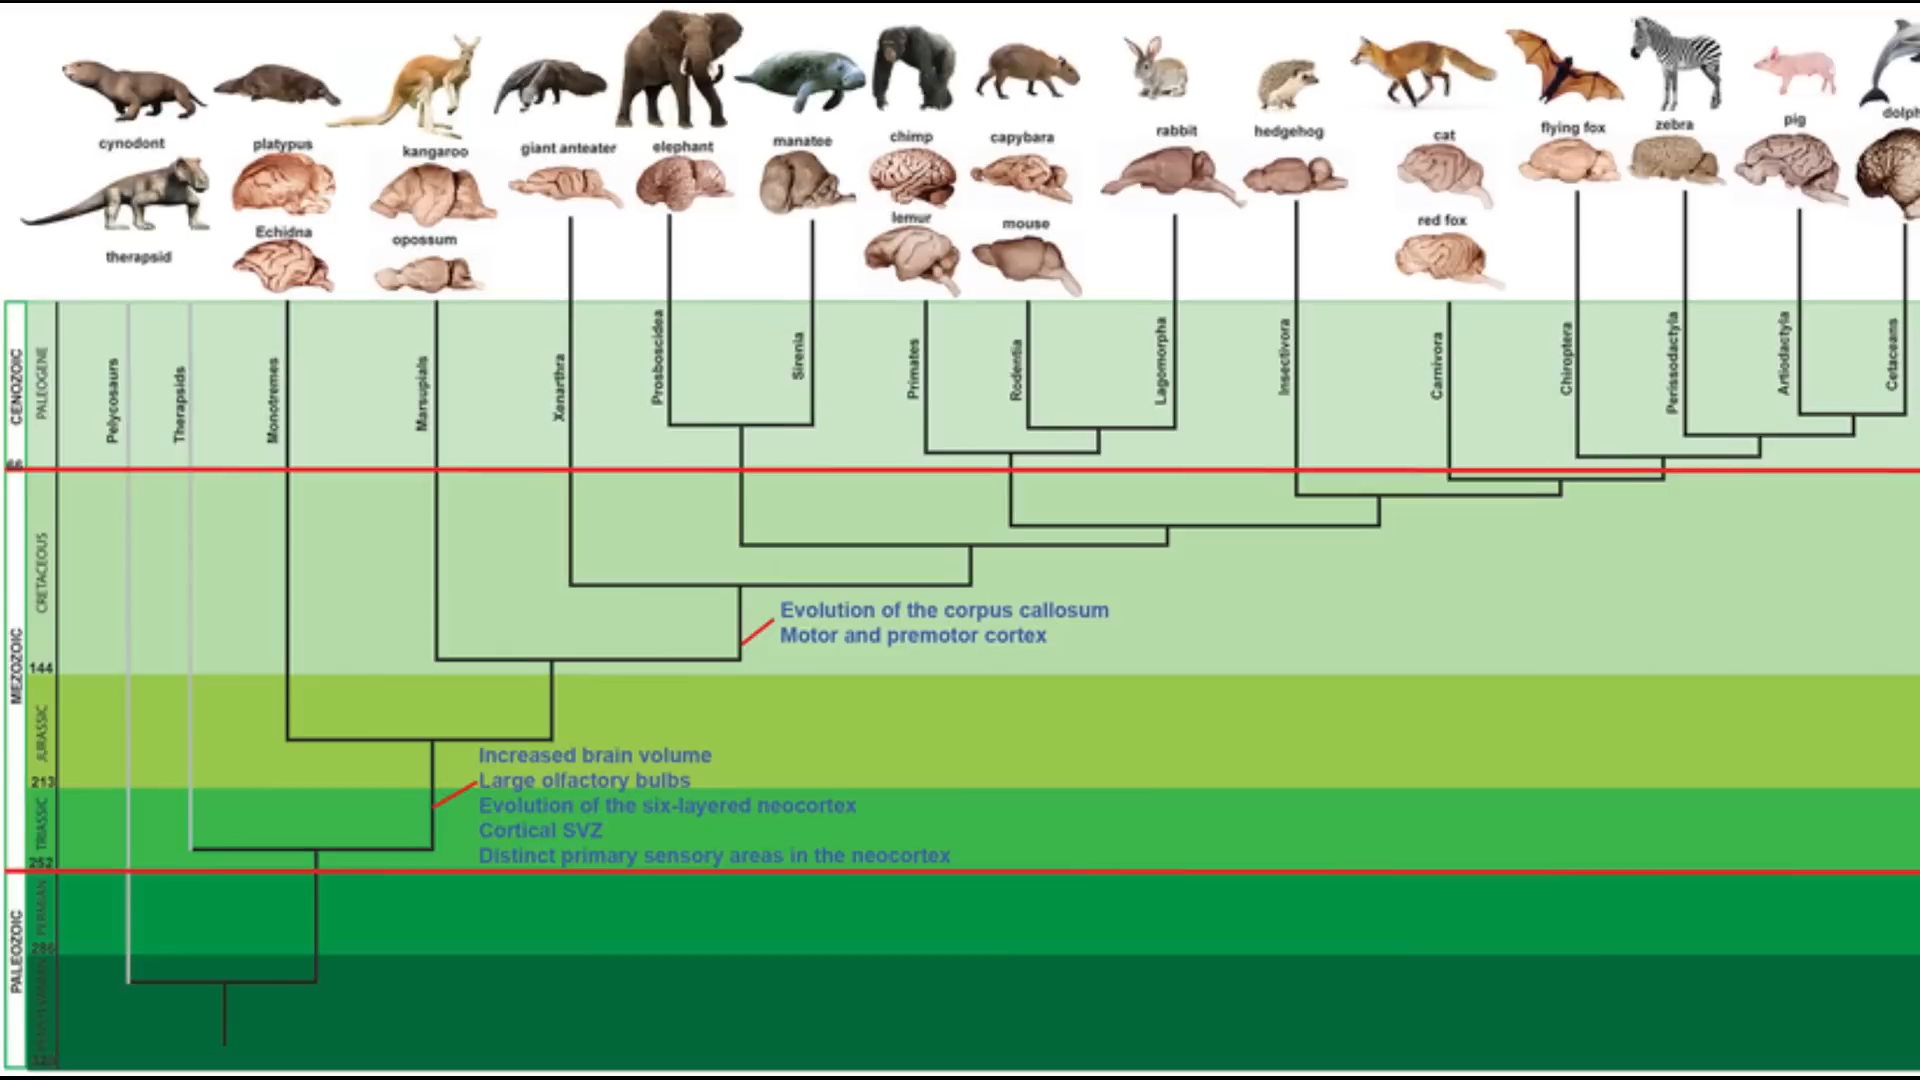 cynodont
platypus
kangaroo
giant anteater
elephant
manatee
chimp
capybara
rabbit
hedgehog
cat
flying fox
zebra
pig
dolph
therapsid
Echidna
opossum
lemur
mouse
red fox
CENOZOIC
PALEOGENE
Pelycosaurs
Therapsids
Monotremes
Marsupials
Xenarthra
Prosboscidea
Sirenia
Primates
Rodentia
Lagomorpha
Insectivora
Carnivora
Chiroptera
Perissodactyla
Artiodactyla
Cetaceans
66
MEZOZOIC
CRETACEOUS
Evolution of the corpus callosum
Motor and premotor cortex
144
JURASSIC
Increased brain volume
Large olfactory bulbs
213
Evolution of the six-layered neocortex
TRIASSIC
Cortical SVZ
Distinct primary sensory areas in the neocortex
252
PALEOZOIC
PERMIAN
286